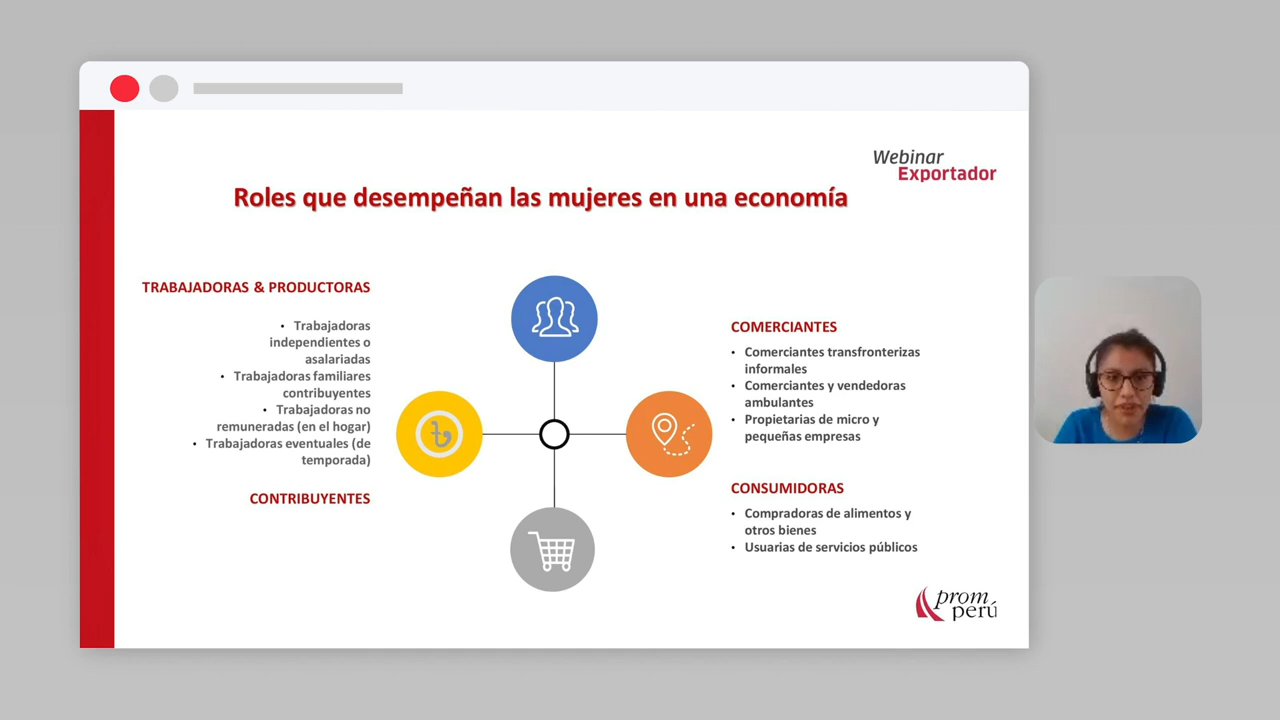 Webinar
Exportador
Roles que desempeñan las mujeres en una economía
TRABAJADORAS & PRODUCTORAS
• Trabajadoras
independientes o
asalariadas
• Trabajadoras familiares
contribuyentes
• Trabajadoras no
remuneradas (en el hogar)
• Trabajadoras eventuales (de
temporada)
CONTRIBUYENTES
৳
COMERCIANTES
• Comerciantes transfronterizas
informales
• Comerciantes y vendedoras
ambulantes
• Propietarias de micro y
pequeñas empresas
CONSUMIDORAS
• Compradoras de alimentos y
otros bienes
• Usuarias de servicios públicos
prom
perú